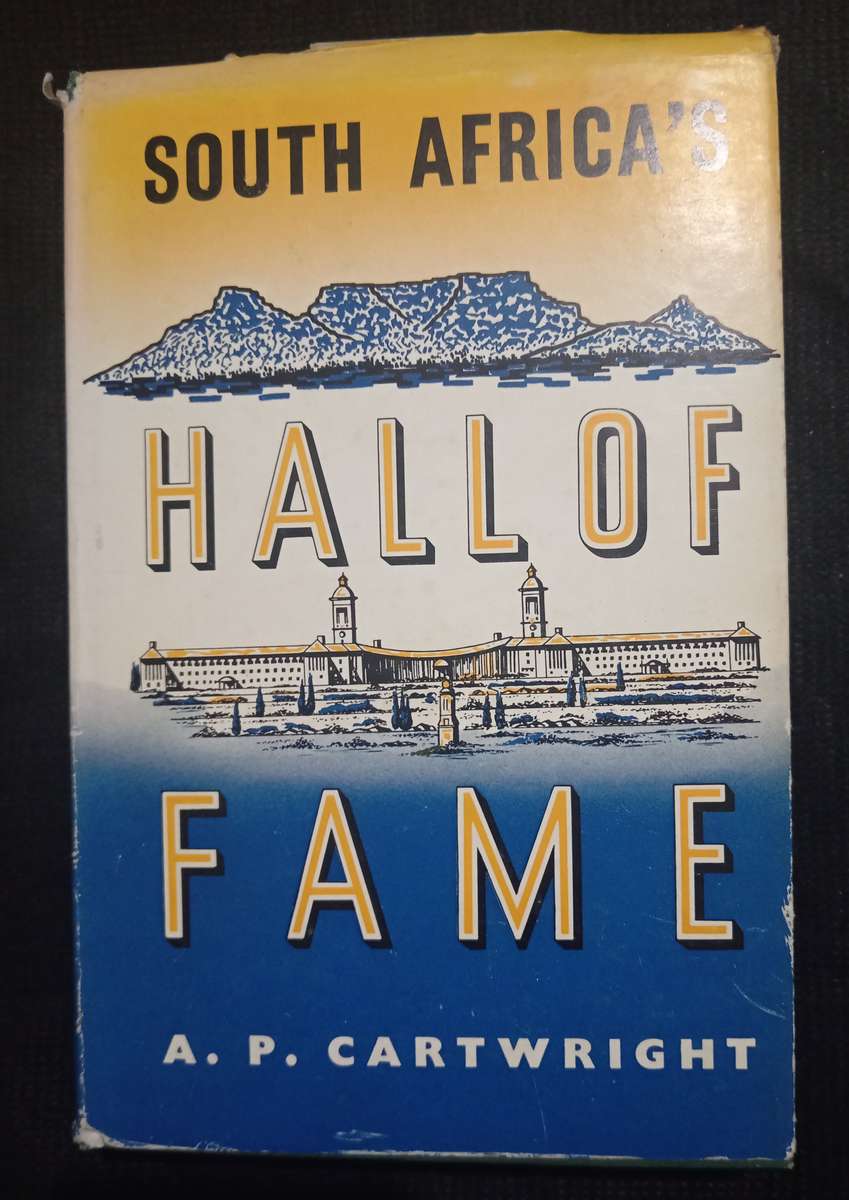 SOUTH AFRICA'S
HALL OF
FAME
A. P. CARTWRIGHT